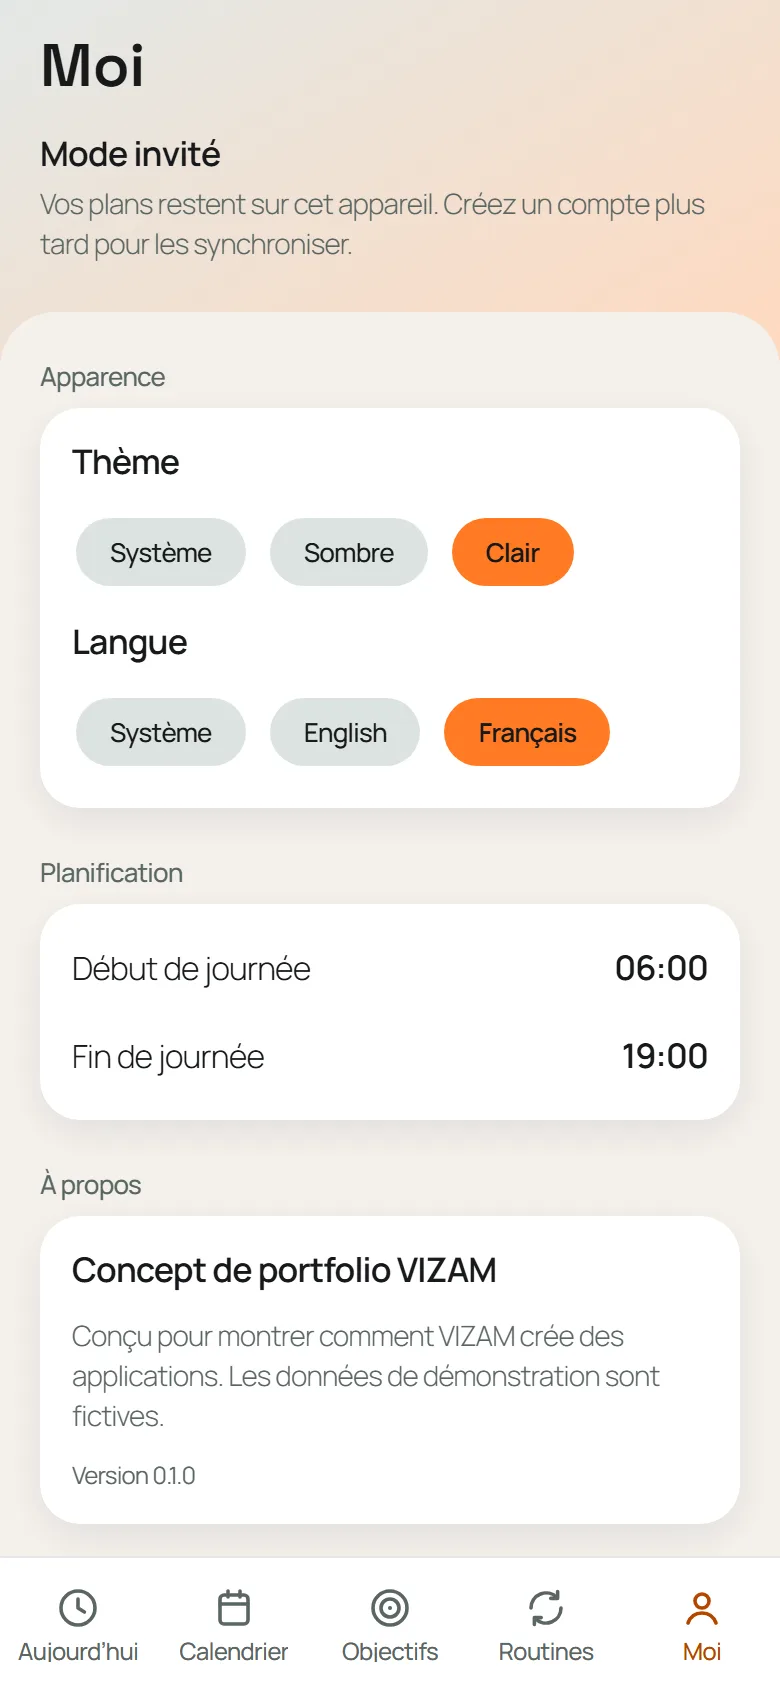 Moi
Mode invité
Vos plans restent sur cet appareil. Créez un compte plus
tard pour les synchroniser.
Apparence
Thème
Système
Sombre
Clair
Langue
Système
English
Français
Planification
Début de journée
06:00
Fin de journée
19:00
À propos
Concept de portfolio VIZAM
Conçu pour montrer comment VIZAM crée des
applications. Les données de démonstration sont
fictives.
Version 0.1.0
Aujourd'hui
Calendrier
Objectifs
Routines
Moi